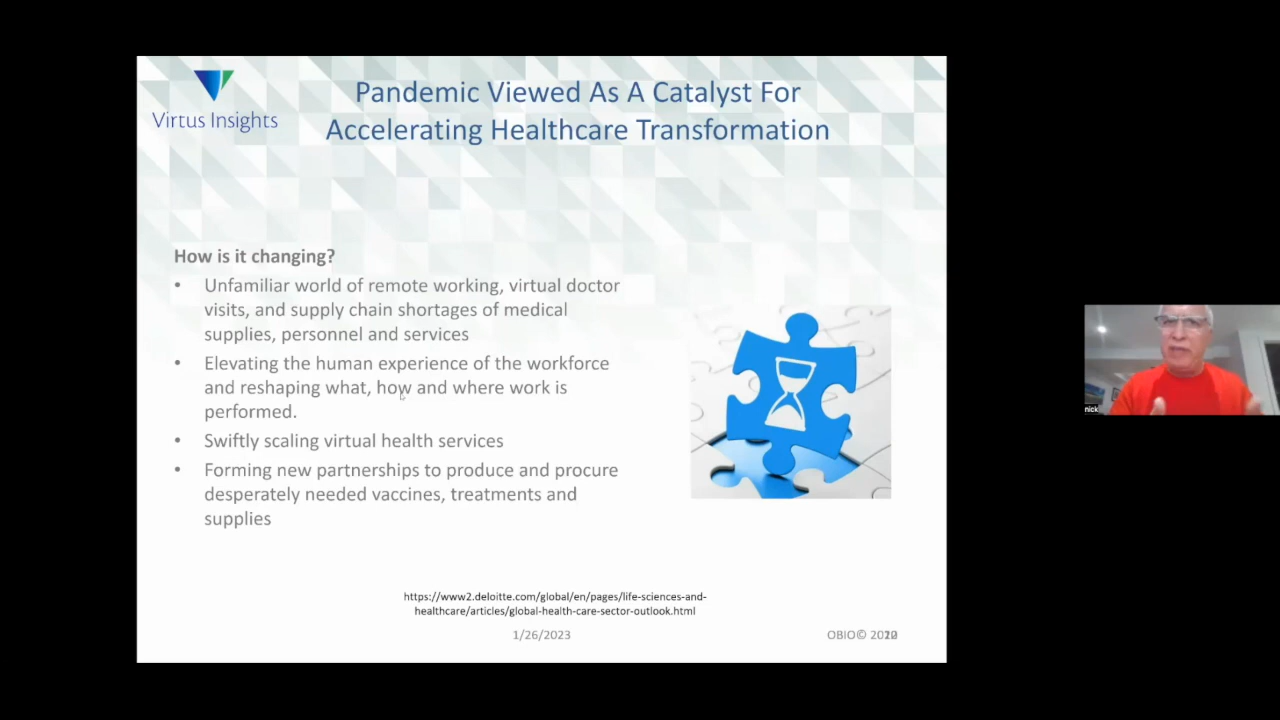 Virtus Insights
Pandemic Viewed As A Catalyst For
Accelerating Healthcare Transformation
How is it changing?
• Unfamiliar world of remote working, virtual doctor
visits, and supply chain shortages of medical
supplies, personnel and services
• Elevating the human experience of the workforce
and reshaping what, how and where work is
performed.
• Swiftly scaling virtual health services
• Forming new partnerships to produce and procure
desperately needed vaccines, treatments and
supplies
https://www2.deloitte.com/global/en/pages/life-sciences-and-
healthcare/articles/global-health-care-sector-outlook.html
1/26/2023
OBIO©
nick